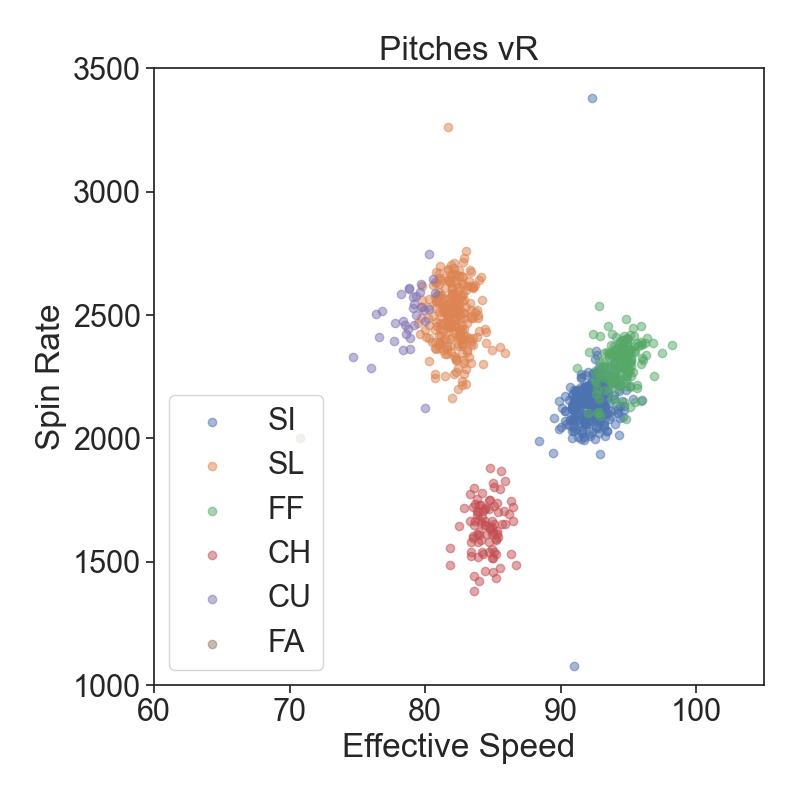 Pitches vR
3500
3000
2500
2000
1500
1000
Spin Rate
SI
SL
FF
CH
CU
FA
60 70 80 90 100
Effective Speed